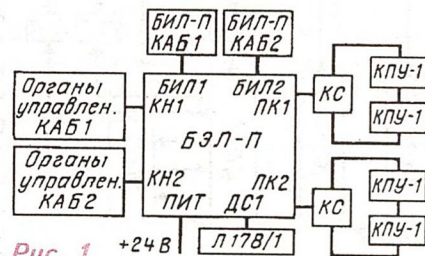 БИЛ-П
КАБ1
БИЛ-П
КАБ2
Органы
управлен.
КАБ1
БИЛ1
БИЛ2
КН1
ПК1
БЭЛ-П
КС
КПУ-1
КПУ-1
Органы
управлен.
КАБ2
КН2
ПК2
ПИТ
ДС1
КС
КПУ-1
КПУ-1
Рис. 1
+24В
Л178/1